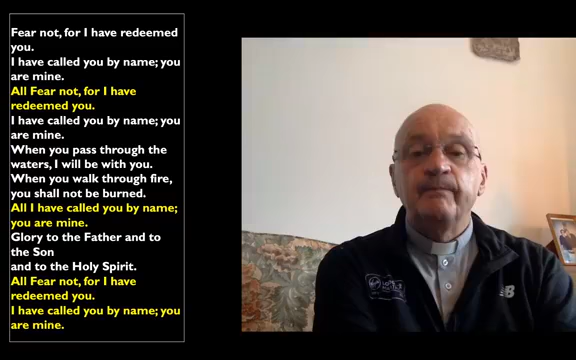 Fear not, for I have redeemed
you.
I have called you by name; you
are mine.
All Fear not, for I have
redeemed you.
I have called you by name; you
are mine.
When you pass through the
waters, I will be with you.
When you walk through fire,
you shall not be burned.
All I have called you by name;
you are mine.
Glory to the Father and to
the Son
and to the Holy Spirit.
All Fear not, for I have
redeemed you.
I have called you by name; you
are mine.
NB